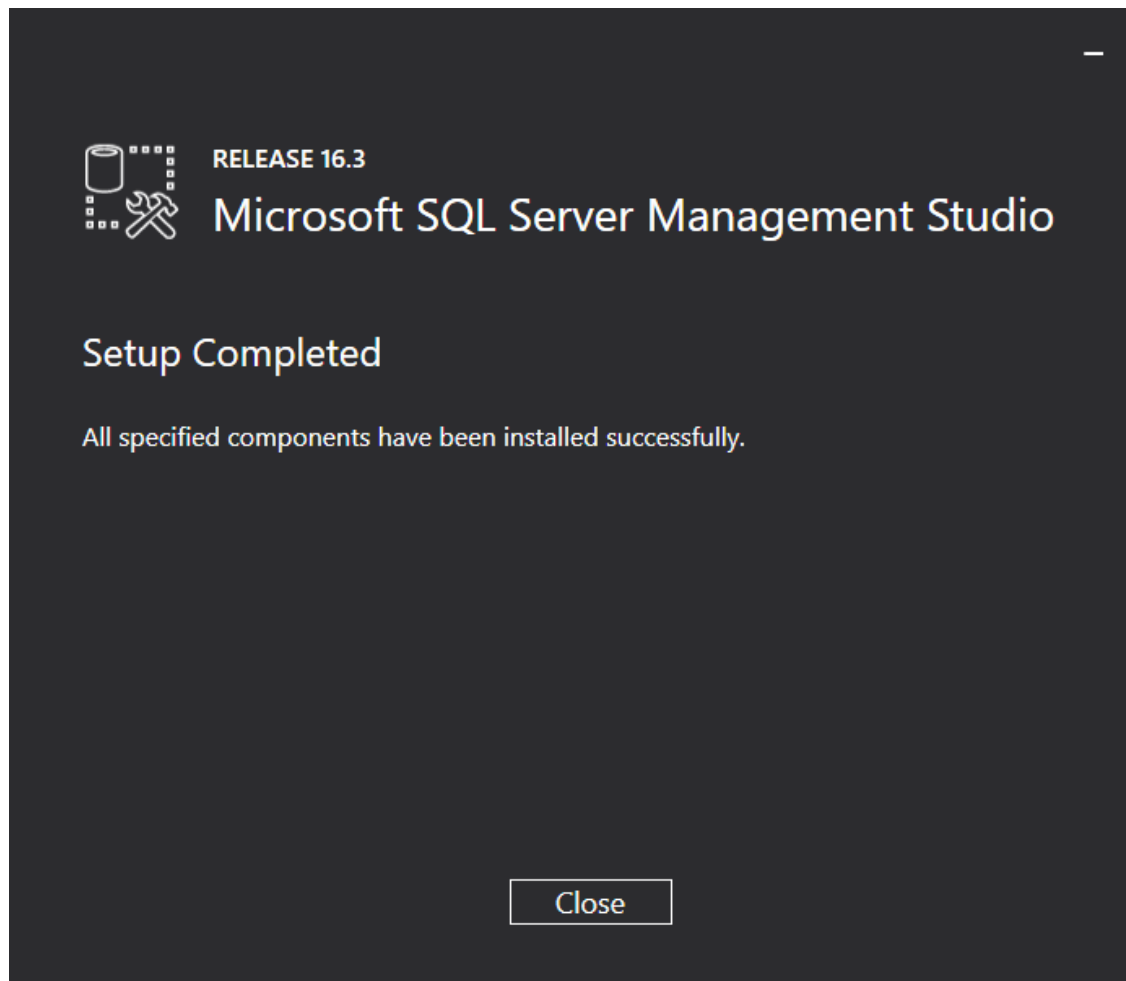 RELEASE 16.3
Microsoft SQL Server Management Studio
Setup Completed
All specified components have been installed successfully.
Close